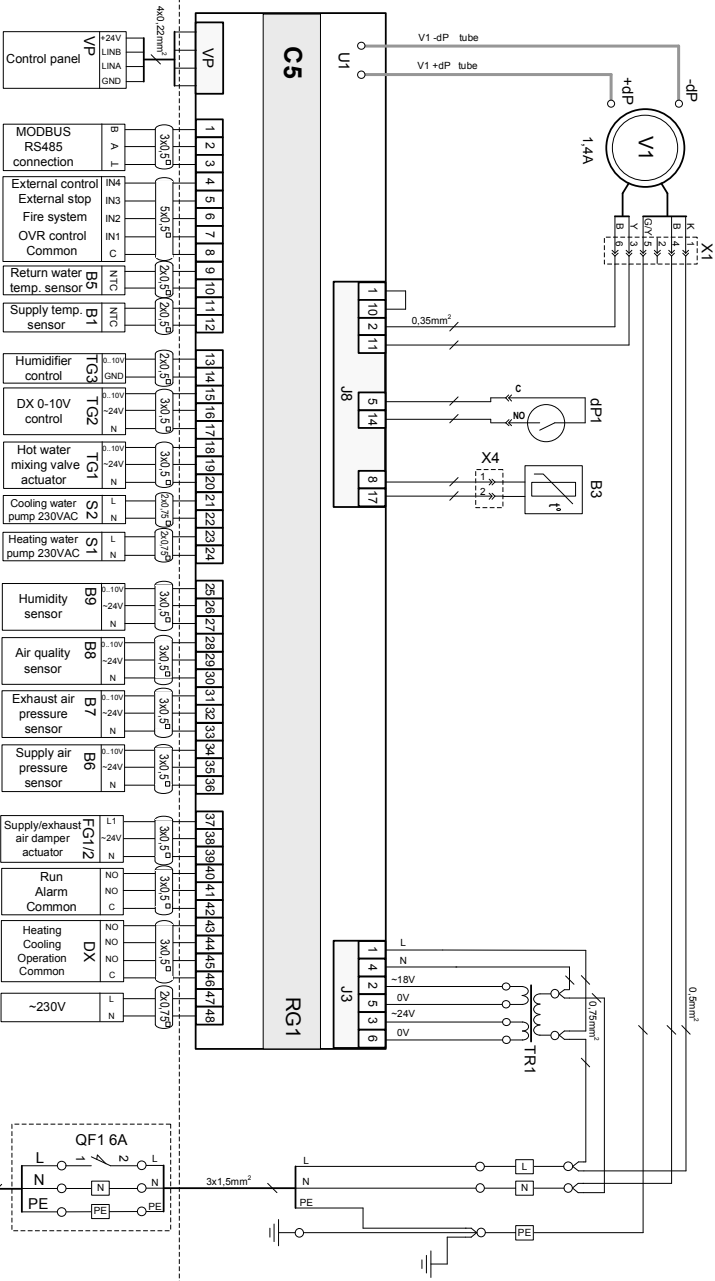 4x0,22mm²
Control panel
VP
+24V
LINB
LINA
GND
VP
MODBUS
RS485
connection
B
A
⊥
3x0,5
1
2
3
External control
External stop
Fire system
OVR control
Common
IN4
IN3
IN2
IN1
C
5x0,5
4
5
6
7
8
Return water
temp. sensor
B5
NTC
2x0,5
9
10
Supply temp.
sensor
B1
NTC
2x0,5
11
12
Humidifier
control
TG3
0..10V
GND
2x0,5
13
14
DX 0-10V
control
TG2
0..10V
~24V
N
3x0,5
15
16
17
Hot water
mixing valve
actuator
TG1
0..10V
~24V
N
3x0,5
18
19
20
Cooling water
pump 230VAC
S2
L
N
2x0,75
21
22
Heating water
pump 230VAC
S1
L
N
2x0,75
23
24
Humidity
sensor
B9
0..10V
~24V
N
3x0,5
25
26
27
Air quality
sensor
B8
0..10V
~24V
N
3x0,5
28
29
30
Exhaust air
pressure
sensor
B7
0..10V
~24V
N
3x0,5
31
32
33
Supply air
pressure
sensor
B6
0..10V
~24V
N
3x0,5
34
35
36
Supply/exhaust
air damper
actuator
FG1/2
L1
~24V
N
3x0,5
37
38
39
Run
Alarm
Common
NO
NO
C
3x0,5
40
41
42
Heating
Cooling
Operation
Common
DX
NO
NO
NO
C
3x0,5
43
44
45
46
~230V
L
N
2x0,75
47
48
C5
RG1
U1
V1 -dP tube
V1 +dP tube
-dP
+dP
V1
1,4A
B
Y
G/Y
B
K
6
3
5
2
4
1
X1
J8
1
10
2
11
5
14
8
17
0,35mm²
C
NO
dP1
X4
1
2
t°
B3
0,5mm²
J3
1
4
2
5
3
6
L
N
~18V
0V
~24V
0V
TR1
0,75mm²
QF1 6A
L
1
2
L
N
N
N
PE
PE
PE
3x1,5mm²
L
N
PE
L
N
PE